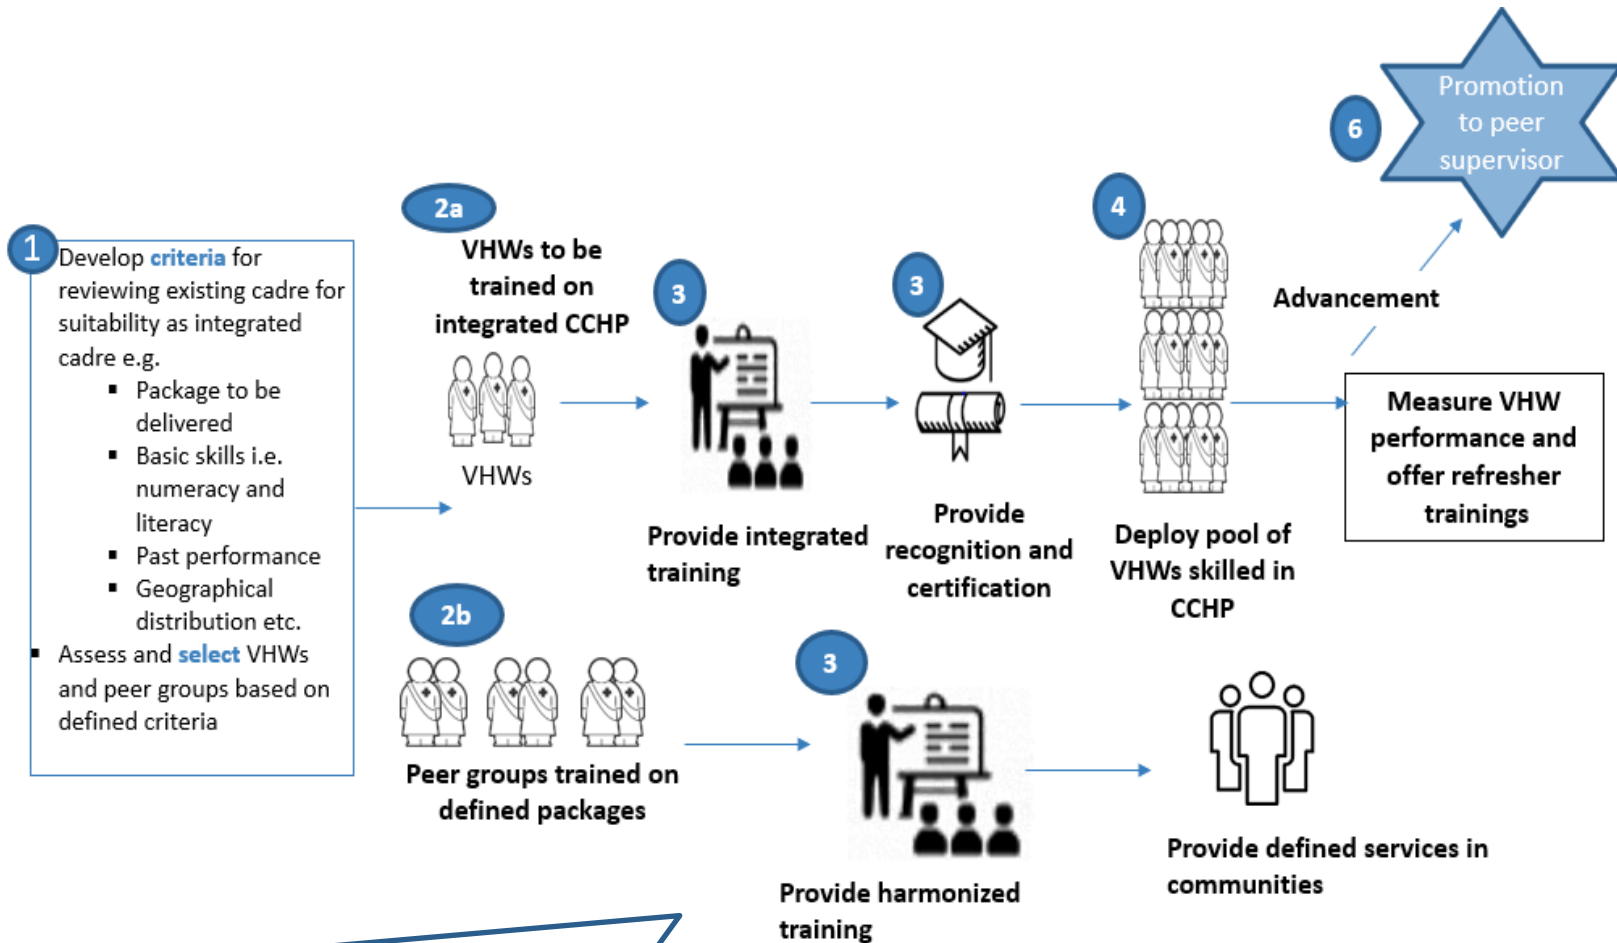 1
Develop criteria for
reviewing existing cadre for
suitability as integrated
cadre e.g.
▪ Package to be
delivered
▪ Basic skills i.e.
numeracy and
literacy
▪ Past performance
▪ Geographical
distribution etc.
▪ Assess and select VHWs
and peer groups based on
defined criteria
2a
VHWs to be
trained on
integrated CCHP
VHWs
3
Provide integrated
training
3
Provide
recognition and
certification
4
Deploy pool of
VHWs skilled in
CCHP
Measure VHW
performance and
offer refresher
trainings
Advancement
6
Promotion
to peer
supervisor
2b
Peer groups trained on
defined packages
3
Provide harmonized
training
Provide defined services in
communities